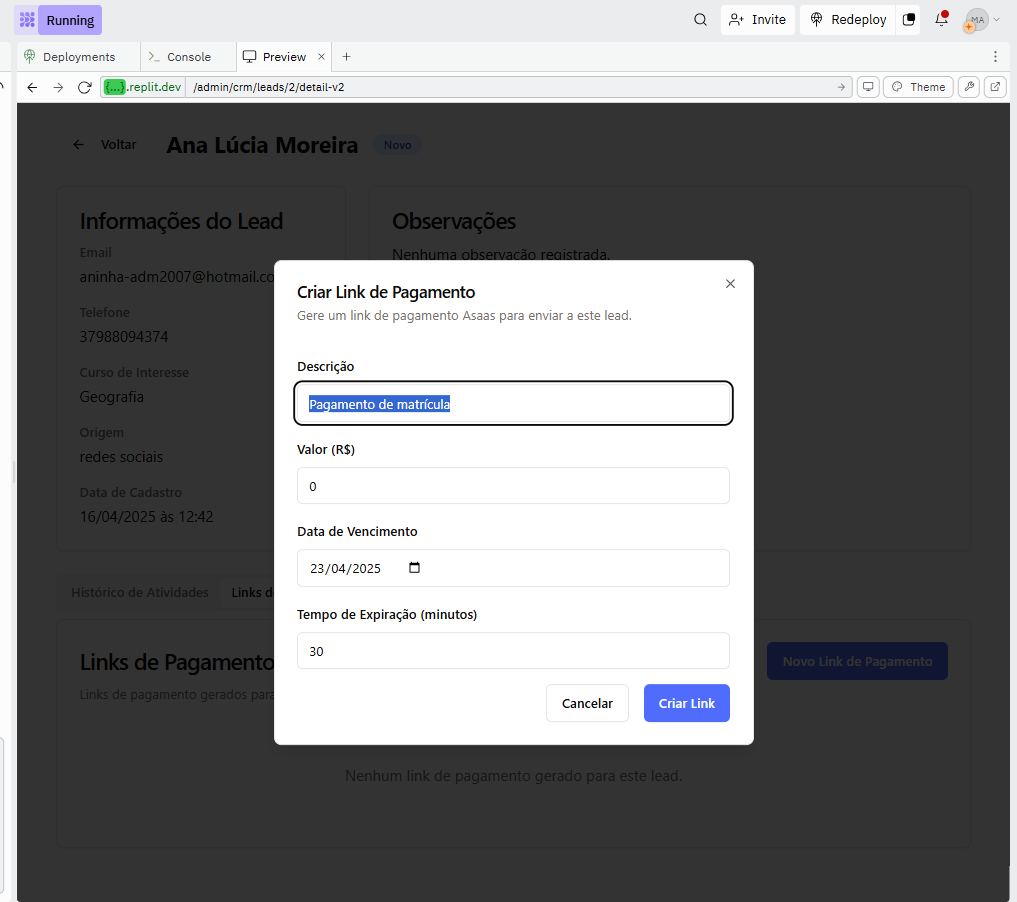 Running
Invite
Redeploy
MA
Deployments
Console
Preview
{...}.replit.dev
/admin/crm/leads/2/detail-v2
Theme
Voltar
Ana Lúcia Moreira
Novo
Informações do Lead
Observações
Email
Nenhuma observação registrada.
aninha-adm2007@hotmail.co
Telefone
37988094374
Curso de Interesse
Geografia
Origem
redes sociais
Data de Cadastro
16/04/2025 às 12:42
Criar Link de Pagamento
Gere um link de pagamento Asaas para enviar a este lead.
Descrição
Pagamento de matrícula
Valor (R$)
0
Data de Vencimento
23/04/2025
Tempo de Expiração (minutos)
30
Cancelar
Criar Link
Histórico de Atividades
Links d
Links de Pagamento
Novo Link de Pagamento
Links de pagamento gerados para
Nenhum link de pagamento gerado para este lead.